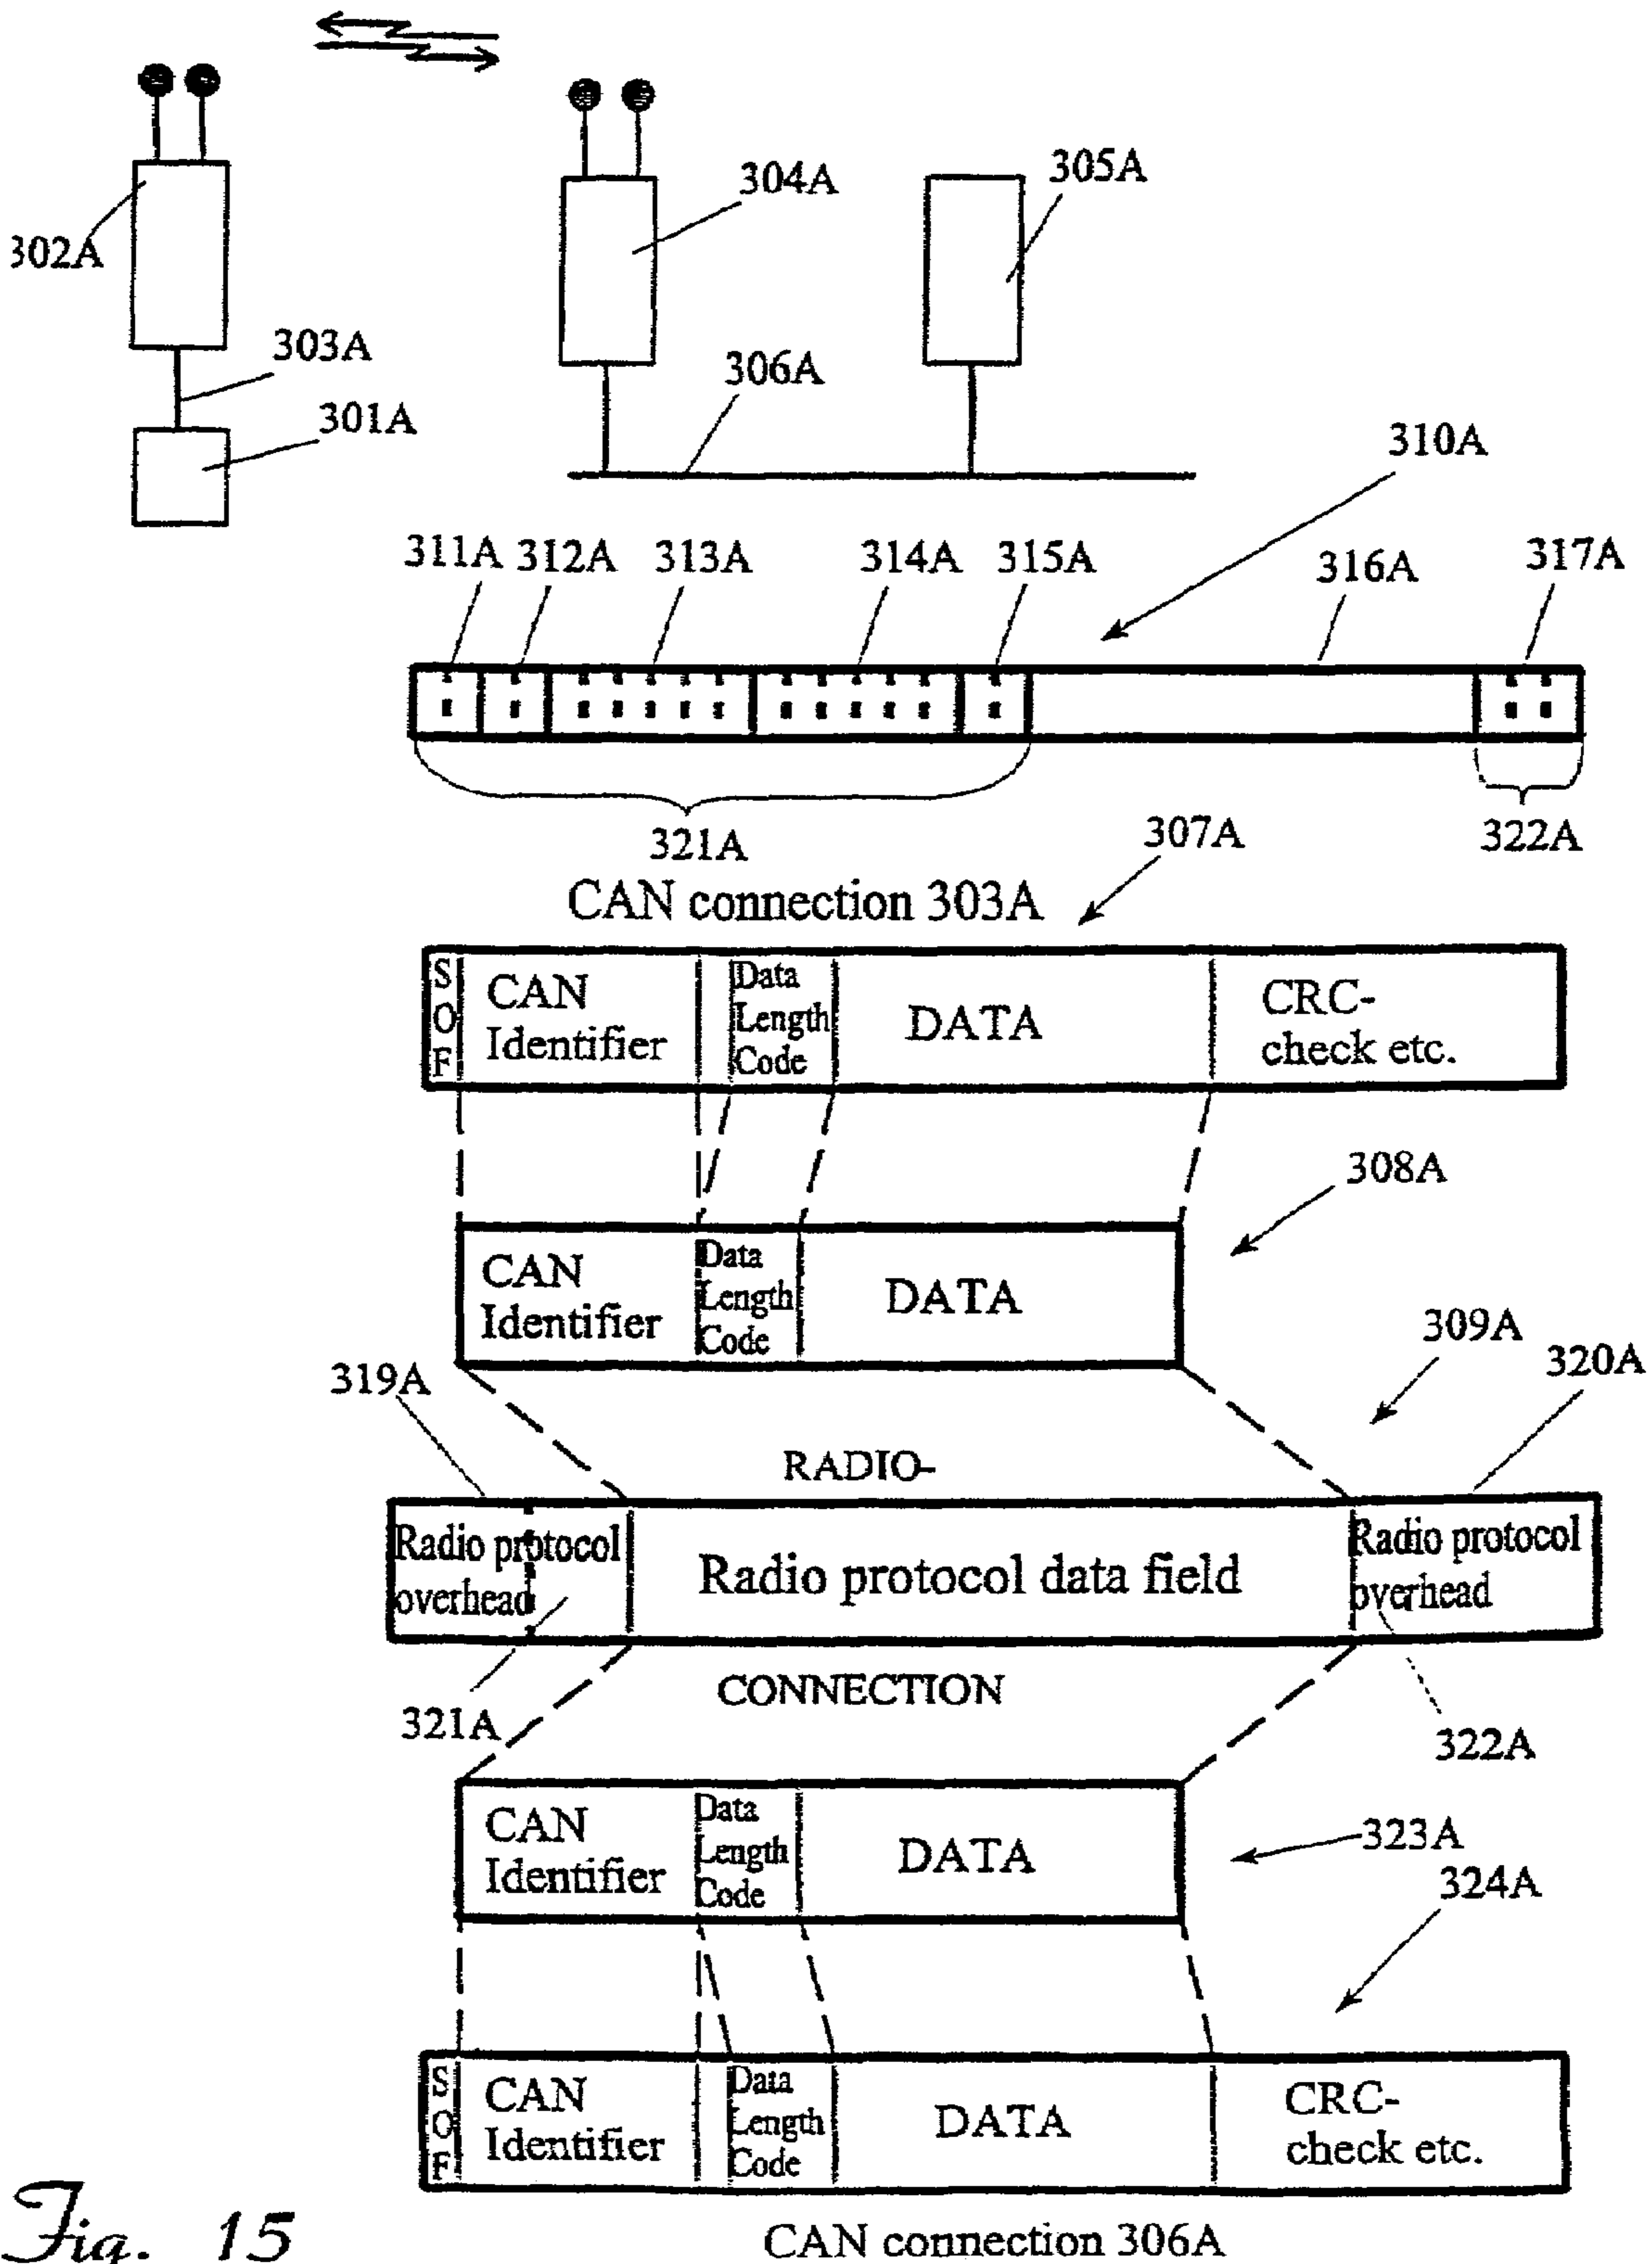 304A
305A
302A
303A
306A
301A
310A
311A 312A 313A 314A 315A 316A 317A
321A
322A
307A
CAN connection 303A
SOF
CAN
Identifier
Data
Length
Code
DATA
CRC-
check etc.
308A
CAN
Identifier
Data
Length
Code
DATA
309A
319A
320A
RADIO-
Radio protocol
overhead
Radio protocol data field
Radio protocol
overhead
321A
CONNECTION
322A
CAN
Identifier
Data
Length
Code
DATA
323A
324A
SOF
CAN
Identifier
Data
Length
Code
DATA
CRC-
check etc.
Fig. 15
CAN connection 306A